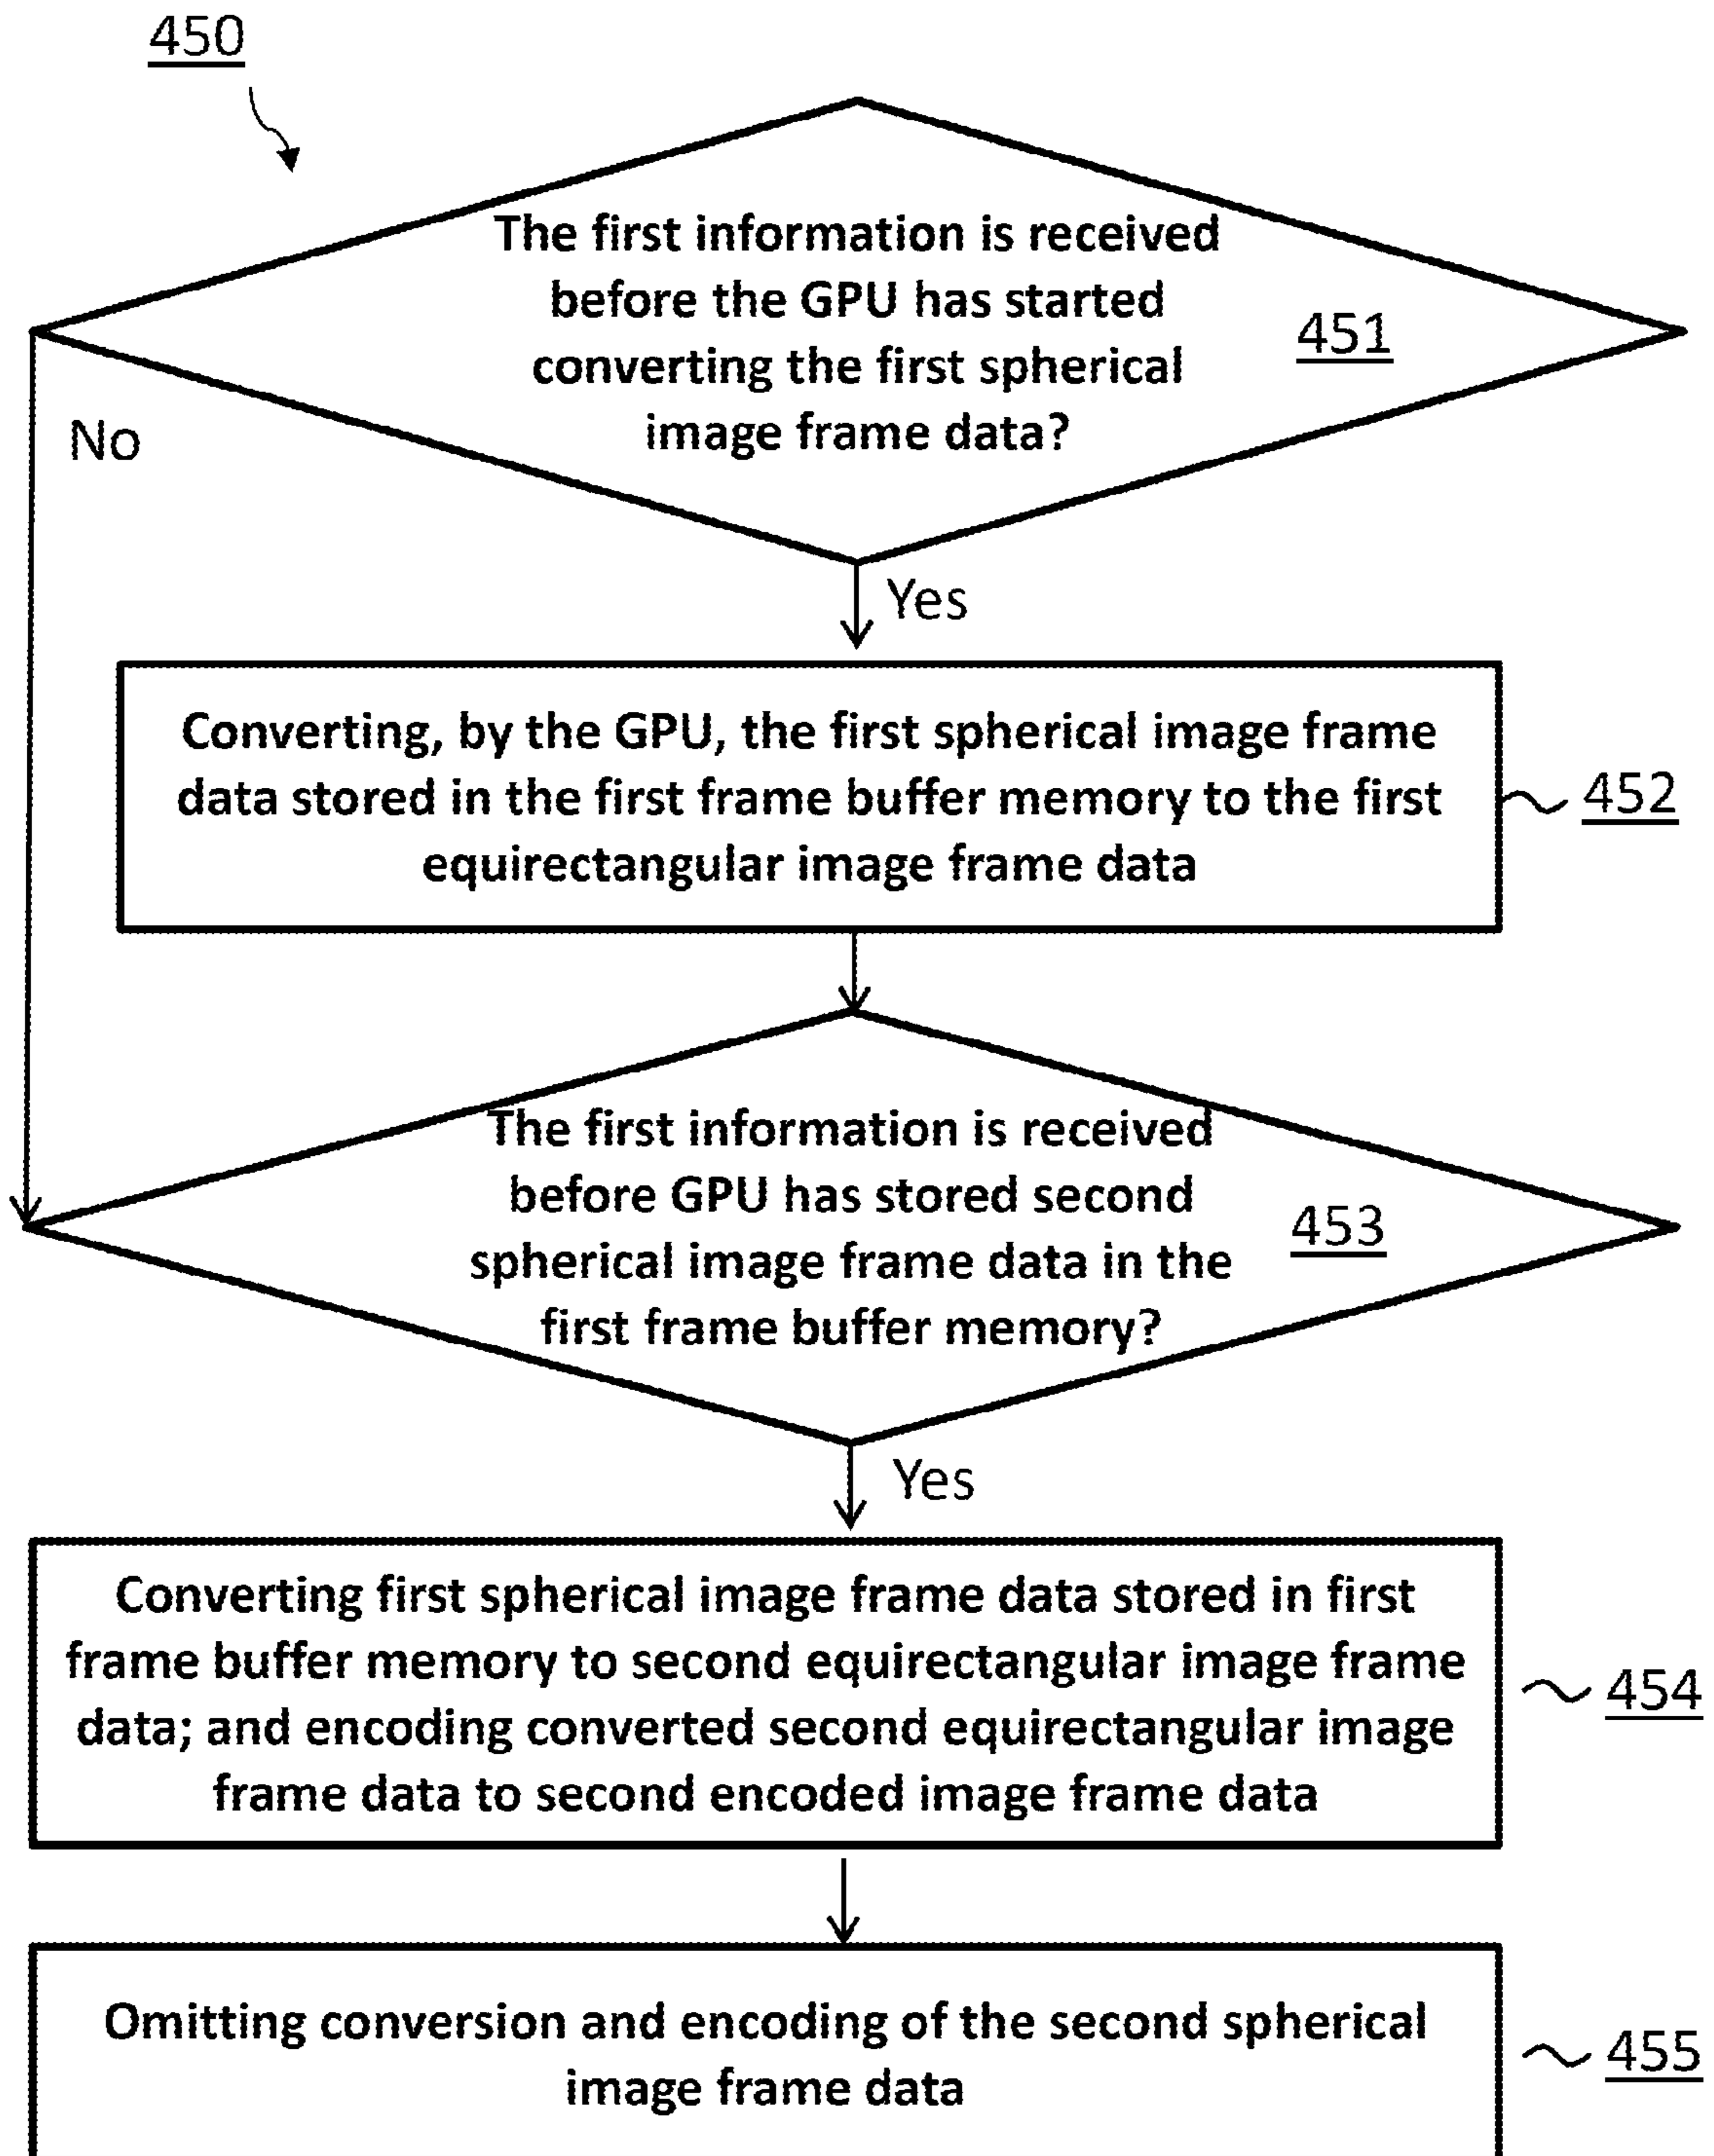 450
The first information is received
before the GPU has started
converting the first spherical
image frame data?
451
No
Yes
Converting, by the GPU, the first spherical image frame
data stored in the first frame buffer memory to the first
equirectangular image frame data
452
The first information is received
before GPU has stored second
spherical image frame data in the
first frame buffer memory?
453
Yes
Converting first spherical image frame data stored in first
frame buffer memory to second equirectangular image frame
data; and encoding converted second equirectangular image
frame data to second encoded image frame data
454
Omitting conversion and encoding of the second spherical
image frame data
455